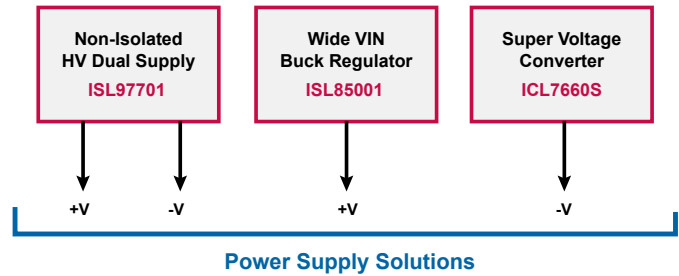 Non-Isolated
HV Dual Supply
ISL97701
Wide VIN
Buck Regulator
ISL85001
Super Voltage
Converter
ICL7660S
+V
-V
+V
-V
Power Supply Solutions